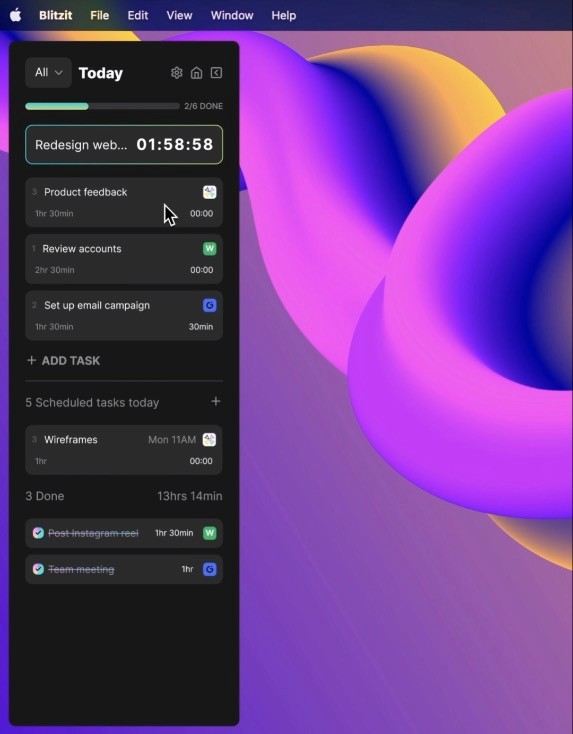 Blitzit File Edit View Window Help
All Today
2/6 DONE
Redesign web... 01:58:58
3 Product feedback
1hr 30min 00:00
1 Review accounts W
2hr 30min 00:00
2 Set up email campaign G
1hr 30min 30min
+ ADD TASK
5 Scheduled tasks today +
3 Wireframes Mon 11AM
1hr 00:00
3 Done 13hrs 14min
Post Instagram reel 1hr 30min W
Team meeting 1hr G